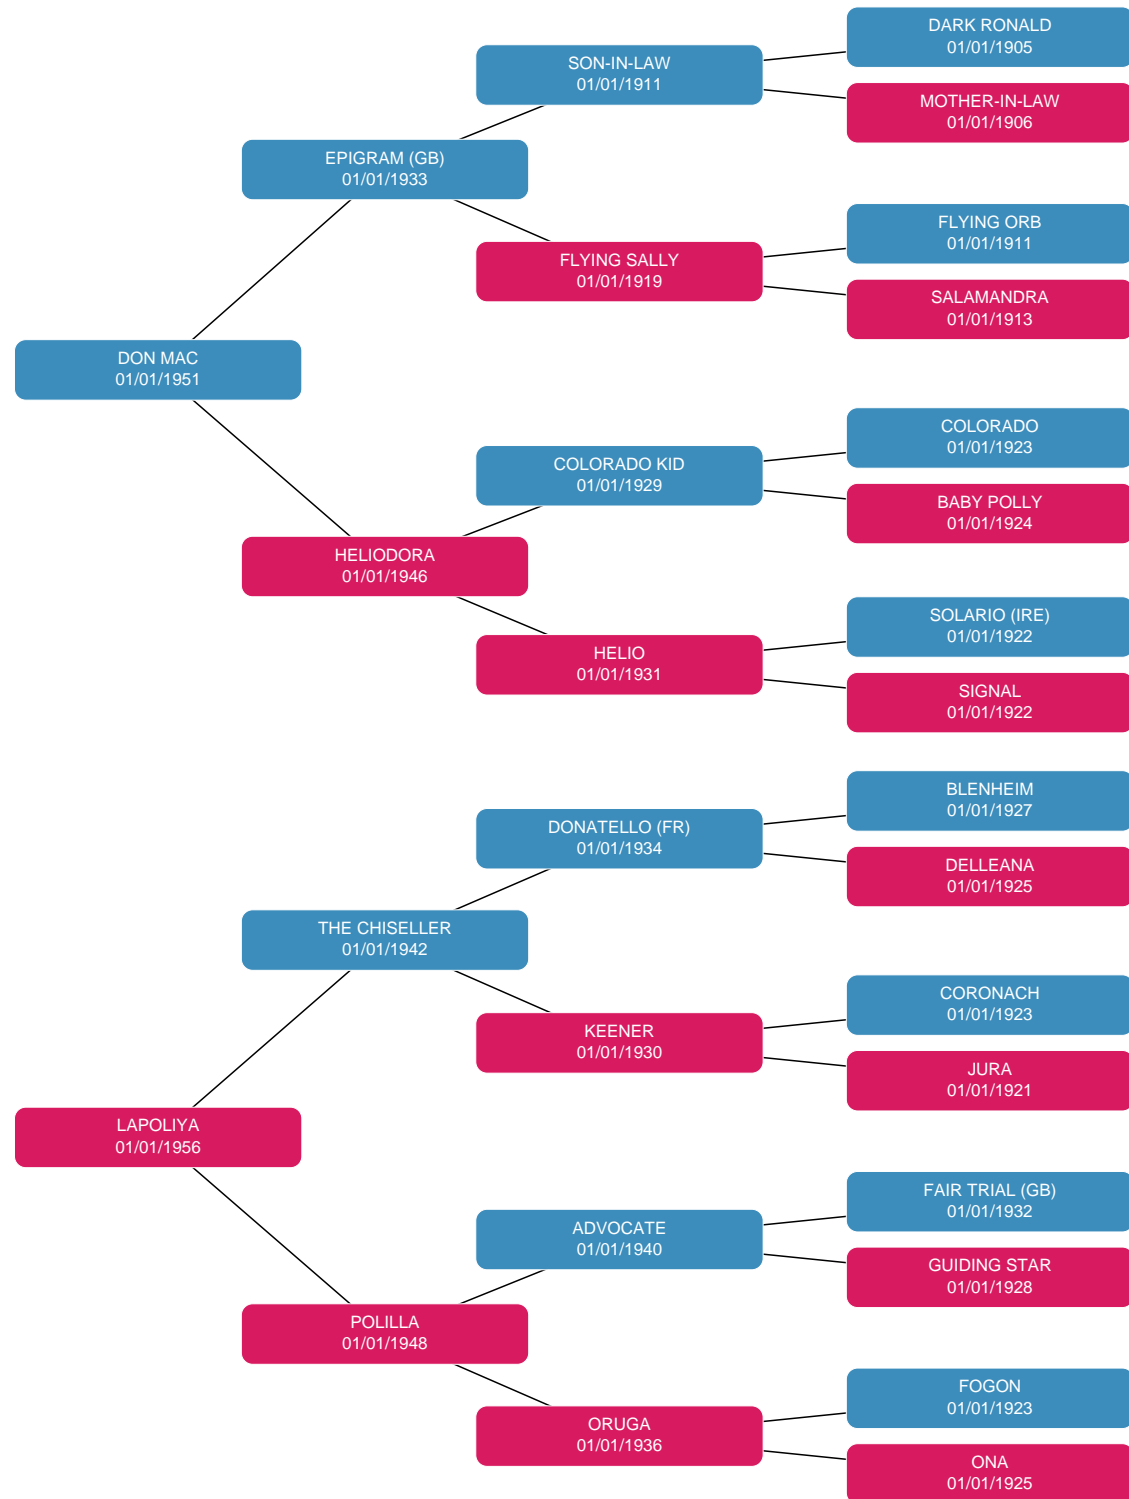 DARK RONALD
01/01/1905
SON-IN-LAW
01/01/1911
MOTHER-IN-LAW
01/01/1906
EPIGRAM (GB)
01/01/1933
FLYING ORB
01/01/1911
FLYING SALLY
01/01/1919
SALAMANDRA
01/01/1913
DON MAC
01/01/1951
COLORADO
01/01/1923
COLORADO KID
01/01/1929
BABY POLLY
01/01/1924
HELIODORA
01/01/1946
SOLARIO (IRE)
01/01/1922
HELIO
01/01/1931
SIGNAL
01/01/1922
BLENHEIM
01/01/1927
DONATELLO (FR)
01/01/1934
DELLEANA
01/01/1925
THE CHISELLER
01/01/1942
CORONACH
01/01/1923
KEENER
01/01/1930
JURA
01/01/1921
LAPOLIYA
01/01/1956
FAIR TRIAL (GB)
01/01/1932
ADVOCATE
01/01/1940
GUIDING STAR
01/01/1928
POLILLA
01/01/1948
FOGON
01/01/1923
ORUGA
01/01/1936
ONA
01/01/1925